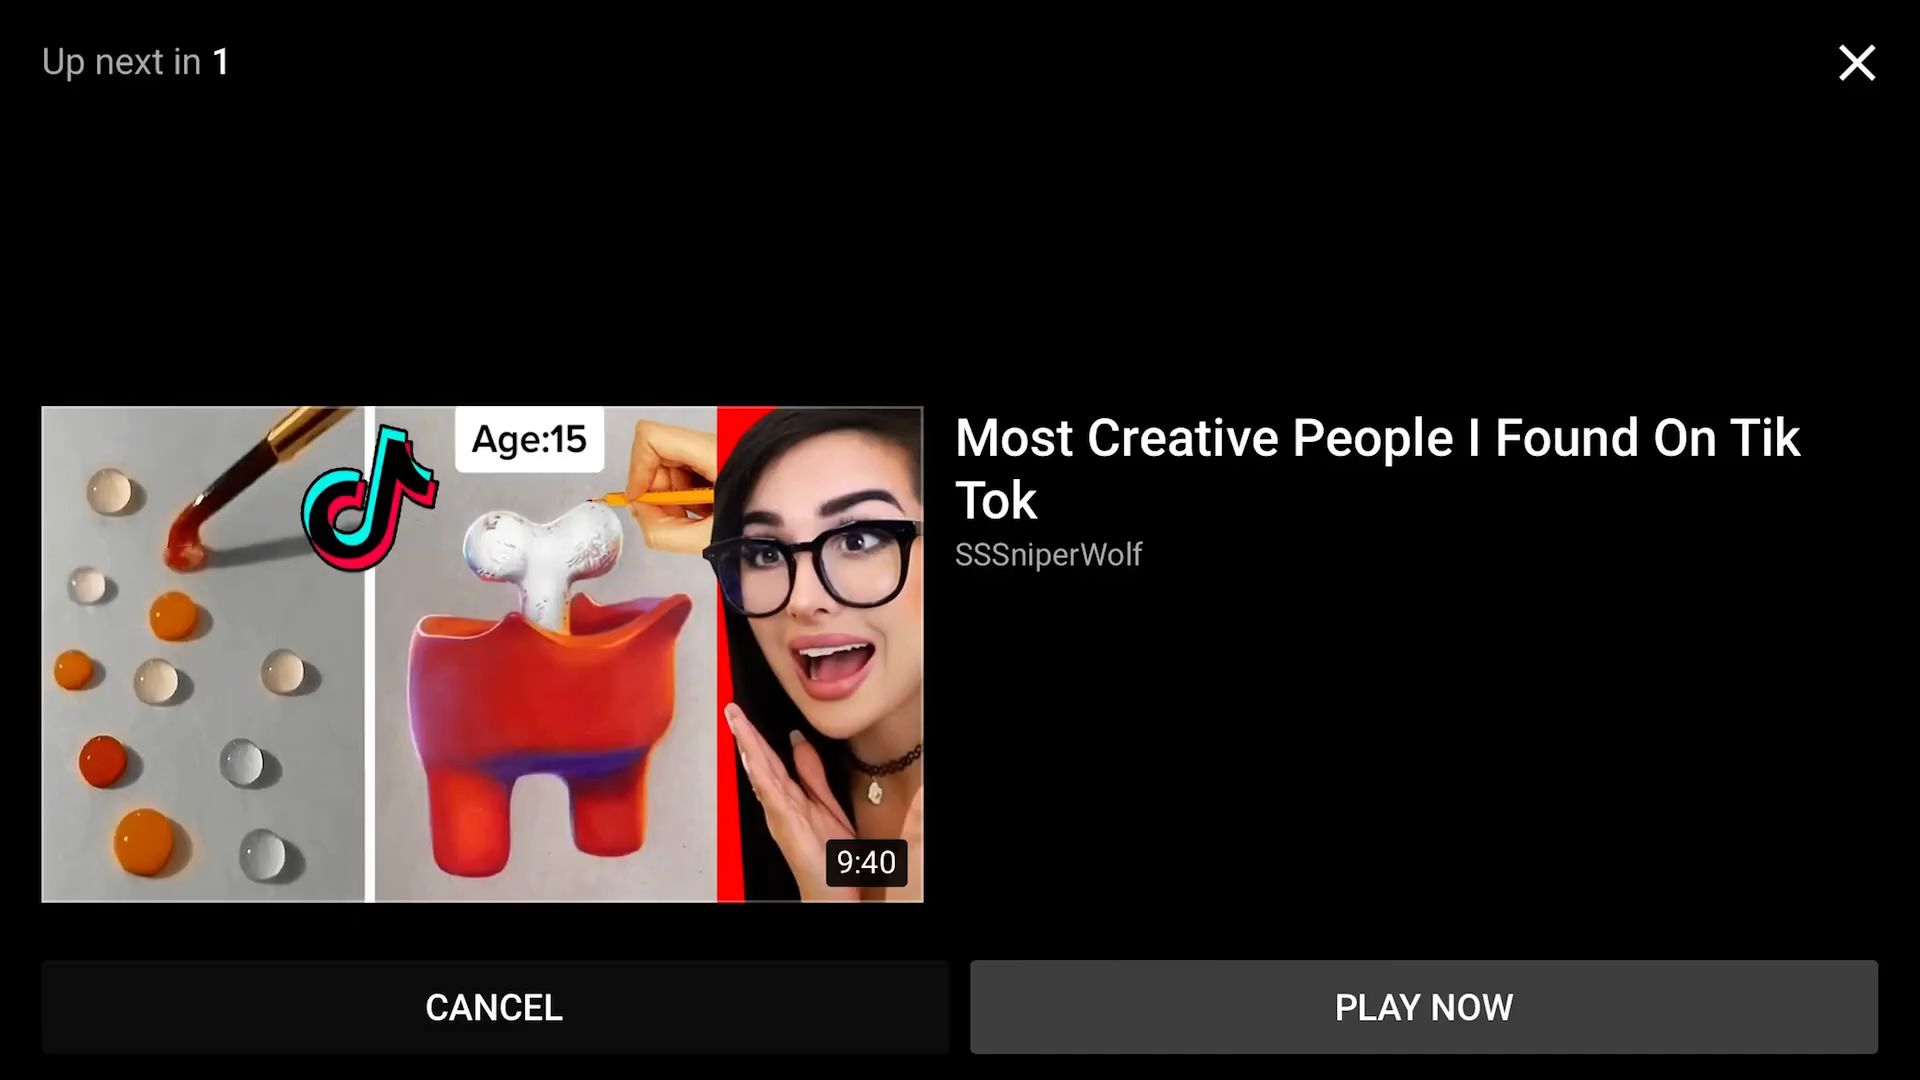 Up next in 1
Age:15
9:40
Most Creative People I Found On Tik
Tok
SSSniperWolf
CANCEL
PLAY NOW